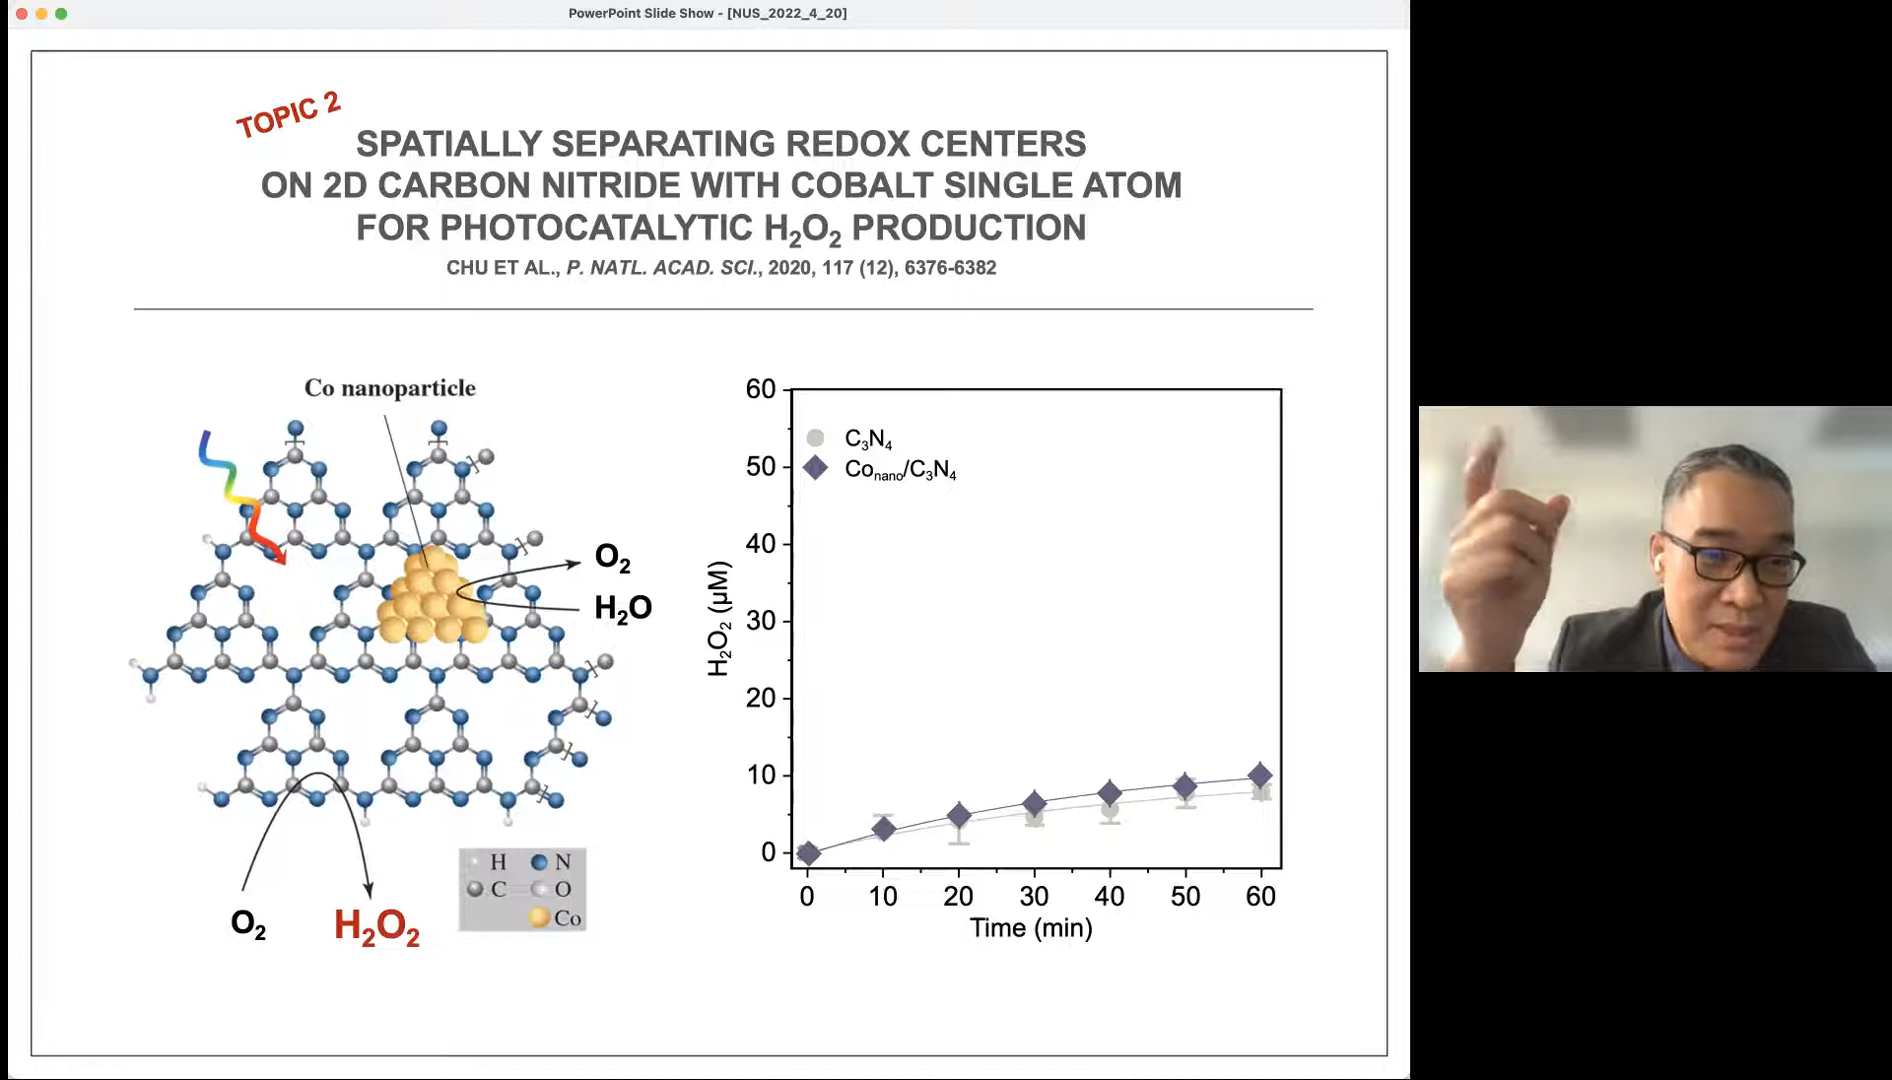 PowerPoint Slide Show - [NUS_2022_4_20]
TOPIC 2
SPATIALLY SEPARATING REDOX CENTERS
ON 2D CARBON NITRIDE WITH COBALT SINGLE ATOM
FOR PHOTOCATALYTIC H₂O₂ PRODUCTION
CHU ET AL., P. NATL. ACAD. SCI., 2020, 117 (12), 6376-6382
Co nanoparticle
O₂
H₂O
O₂
H₂O₂
H N
C O
Co
60
50
40
30
20
10
0
H₂O₂ (μM)
C₃N₄
Conano/C₃N₄
0 10 20 30 40 50 60
Time (min)